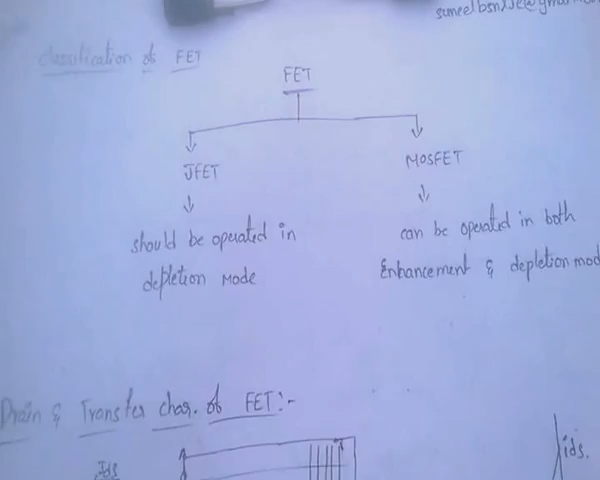 Classification of FET
FET
JFET
MOSFET
should be operated in
depletion Mode
can be operated in both
Enhancement & depletion mod
Drain & Transfer char. of FET:-
Ids
ids.